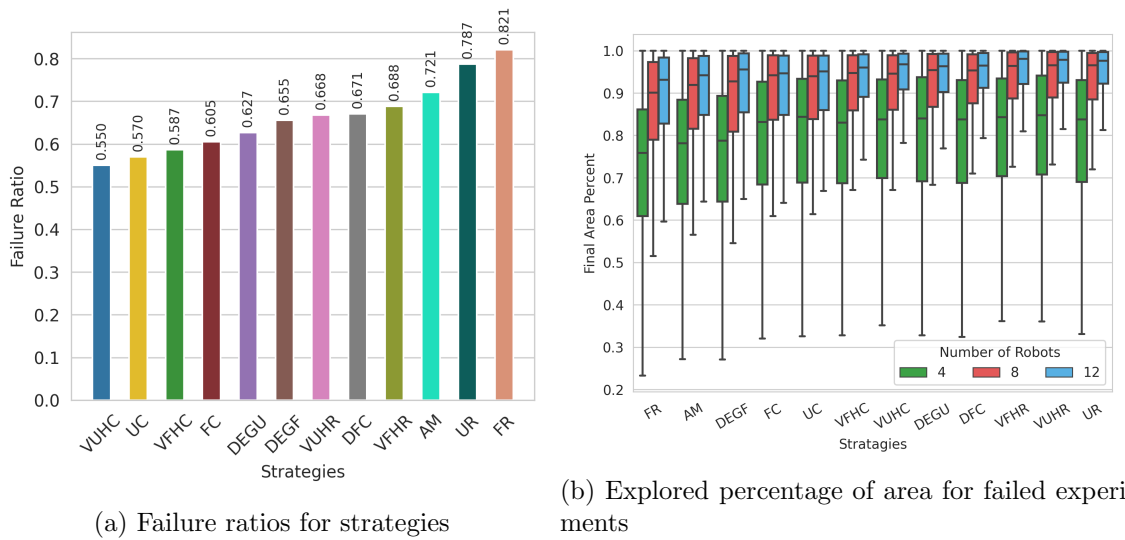 0.550
0.570
0.587
0.605
0.627
0.655
0.668
0.671
0.688
0.721
0.787
0.821
0.8
0.7
0.6
0.5
0.4
0.3
0.2
0.1
0.0
Failure Ratio
VUHC UC VFHC FC DEGU DEGF VUHR DFC VFHR AM UR FR
Strategies
(a) Failure ratios for strategies
1.0
0.9
0.8
0.7
0.6
0.5
0.4
0.3
0.2
Final Area Percent
Number of Robots
4 8 12
FR AM DEGF FC UC VFHC VUHC DEGU DFC VFHR VUHR UR
Stratagies
(b) Explored percentage of area for failed experi
ments